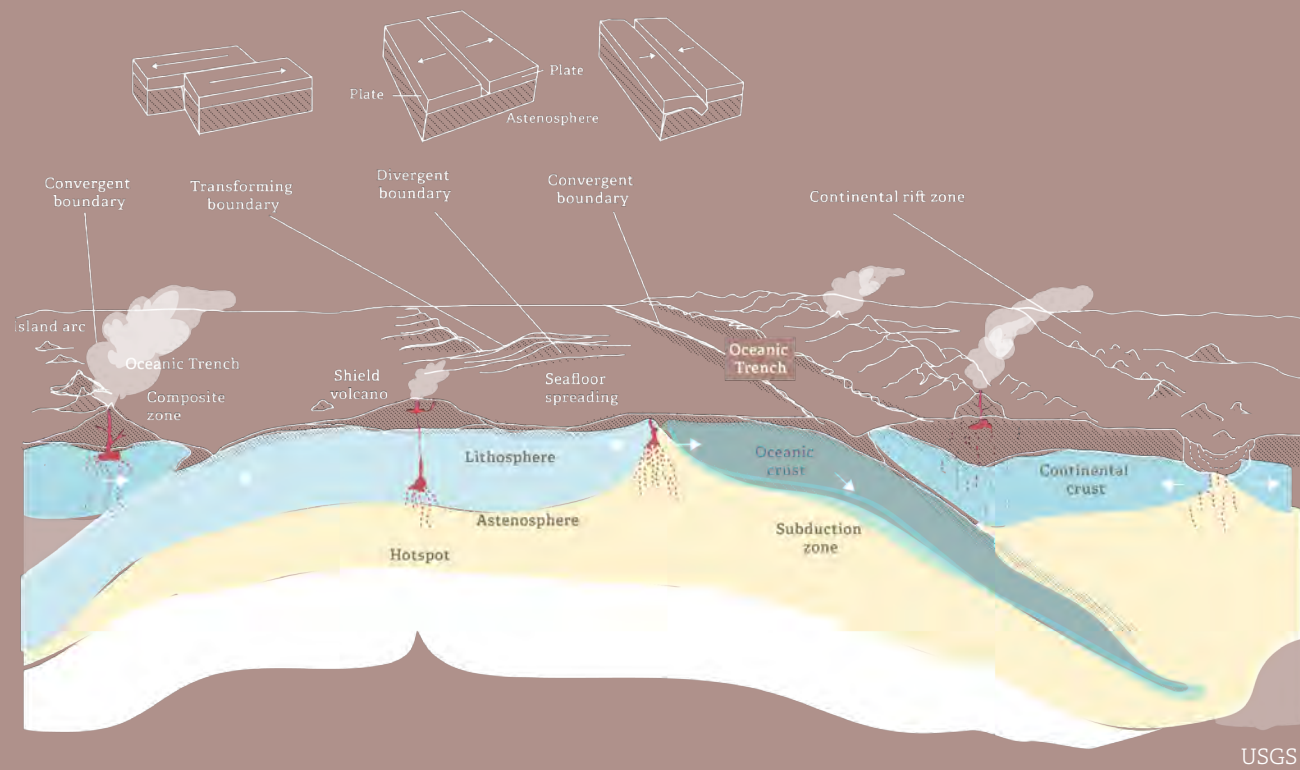 Plate
Plate
Astenosphere
Convergent
boundary
Transforming
boundary
Divergent
boundary
Convergent
boundary
Continental rift zone
Island arc
Oceanic Trench
Composite
zone
Shield
volcano
Seafloor
spreading
Oceanic
Trench
Lithosphere
Oceanic
crust
Continental
crust
Astenosphere
Subduction
zone
Hotspot
USGS